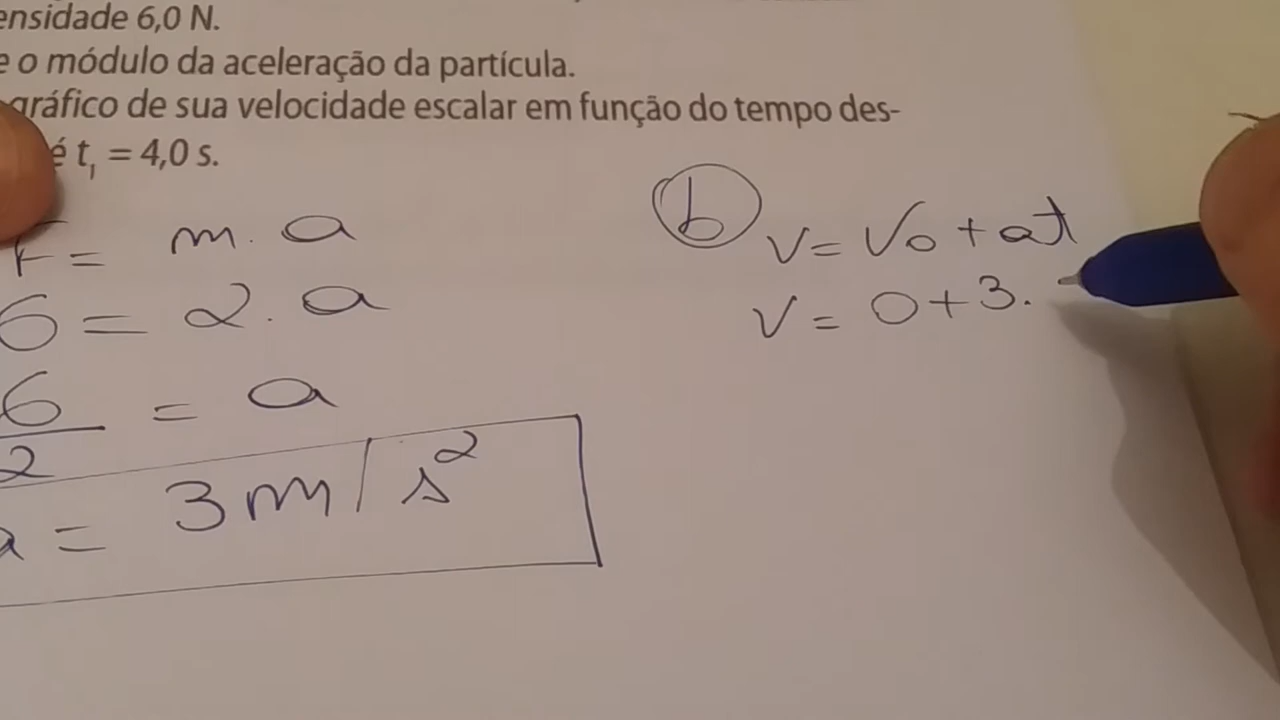 ensidade 6,0 N.
e o módulo da aceleração da partícula.
gráfico de sua velocidade escalar em função do tempo des-
é t₁ = 4,0 s.
F = m. a
6 = 2. a
6/2 = a
a = 3 m/s²
b
V = Vo + at
V = 0 + 3.